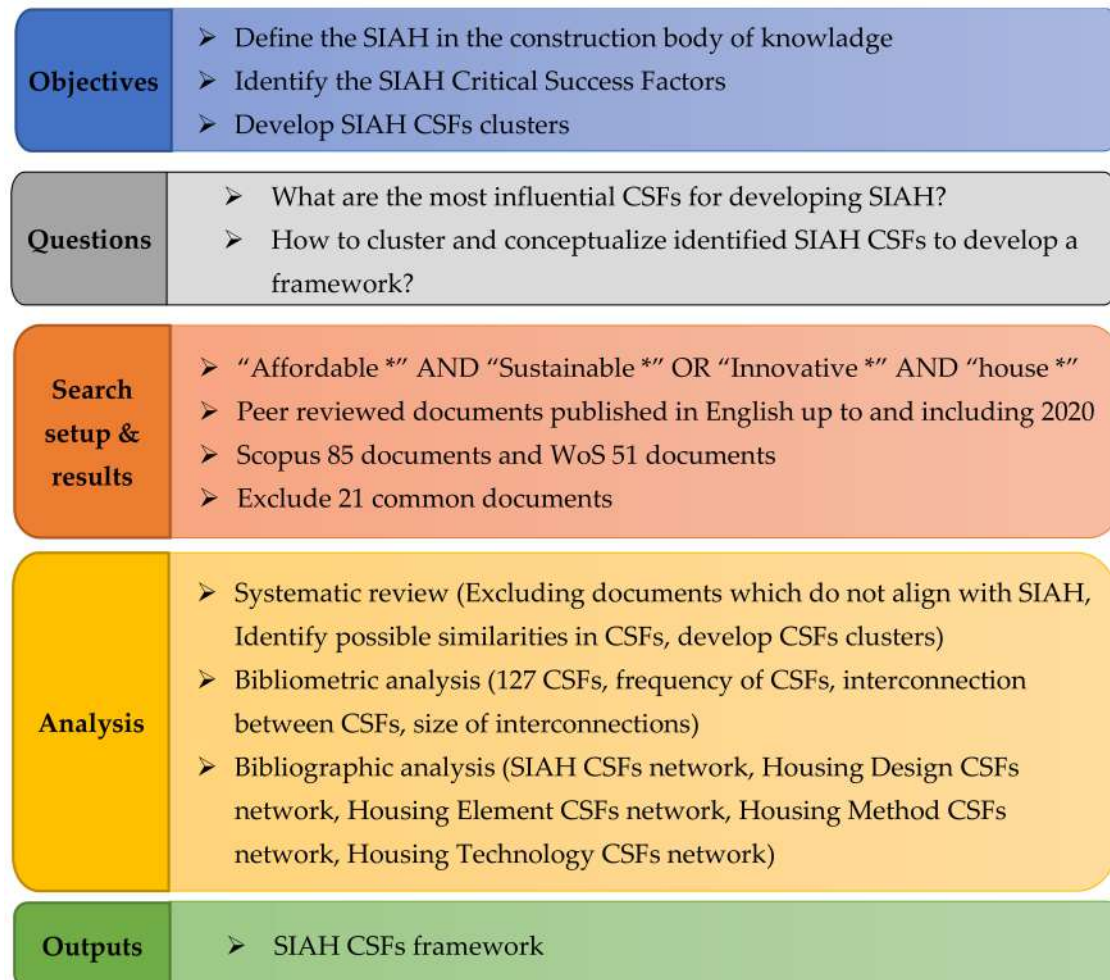 Objectives
➢ Define the SIAH in the construction body of knowladge
➢ Identify the SIAH Critical Success Factors
➢ Develop SIAH CSFs clusters
Questions
➢ What are the most influential CSFs for developing SIAH?
➢ How to cluster and conceptualize identified SIAH CSFs to develop a
framework?
Search
setup &
results
➢ “Affordable *” AND “Sustainable *” OR “Innovative *” AND “house *”
➢ Peer reviewed documents published in English up to and including 2020
➢ Scopus 85 documents and WoS 51 documents
➢ Exclude 21 common documents
Analysis
➢ Systematic review (Excluding documents which do not align with SIAH,
Identify possible similarities in CSFs, develop CSFs clusters)
➢ Bibliometric analysis (127 CSFs, frequency of CSFs, interconnection
between CSFs, size of interconnections)
➢ Bibliographic analysis (SIAH CSFs network, Housing Design CSFs
network, Housing Element CSFs network, Housing Method CSFs
network, Housing Technology CSFs network)
Outputs
➢ SIAH CSFs framework